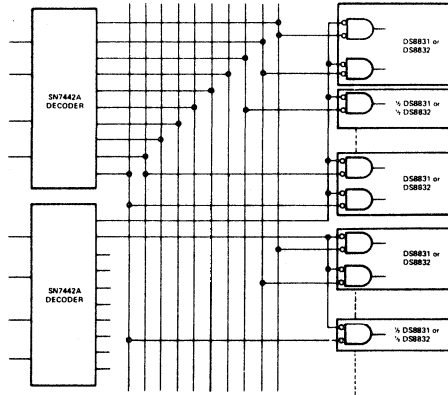 SN7442A
DECODER
DS8831 or
DS8832
½ DS8831 or
½ DS8832
DS8831 or
DS8832
SN7442A
DECODER
DS8831 or
DS8832
½ DS8831 or
½ DS8832